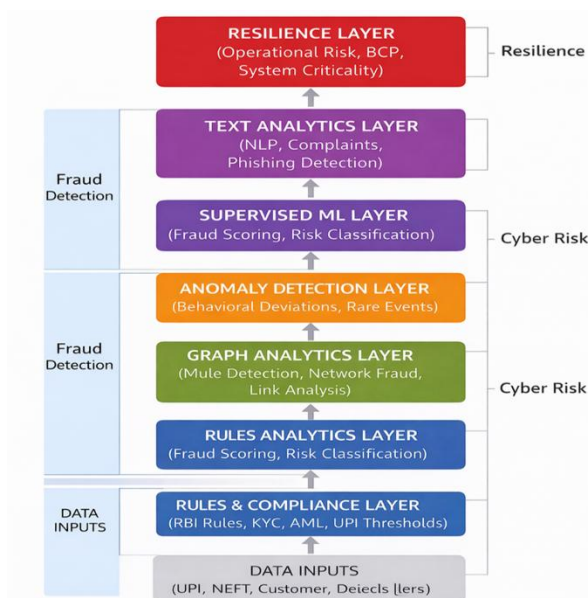 RESILIENCE LAYER
(Operational Risk, BCP,
System Criticality)
Resilience
TEXT ANALYTICS LAYER
(NLP, Complaints,
Phishing Detection)
Fraud
Detection
SUPERVISED ML LAYER
(Fraud Scoring, Risk Classification)
Cyber Risk
ANOMALY DETECTION LAYER
(Behavioral Deviations, Rare Events)
Fraud
Detection
GRAPH ANALYTICS LAYER
(Mule Detection, Network Fraud,
Link Analysis)
Cyber Risk
RULES ANALYTICS LAYER
(Fraud Scoring, Risk Classification)
DATA
INPUTS
RULES & COMPLIANCE LAYER
(RBI Rules, KYC, AML, UPI Thresholds)
DATA INPUTS
(UPI, NEFT, Customer,